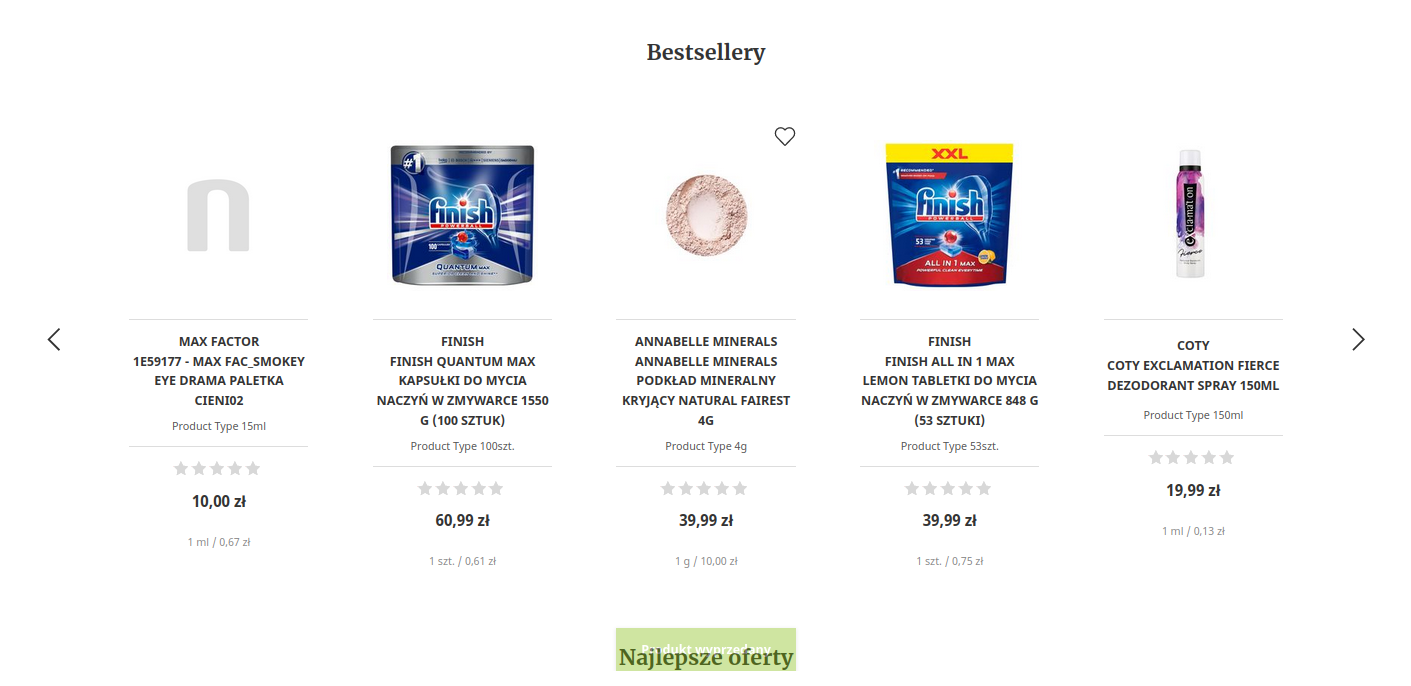 Bestsellery
n
#1
finish
POWERBALL
100
QUANTUM MAX
XXL
#1 RECOMMENDED*
finish
POWERBALL
53
ALL IN 1 MAX
POWERFUL CLEAN EVERYTIME
exclamation
Fierce
MAX FACTOR
1E59177 - MAX FAC_SMOKEY
EYE DRAMA PALETKA
CIENI02
Product Type 15ml
10,00 zł
1 ml / 0,67 zł
FINISH
FINISH QUANTUM MAX
KAPSUŁKI DO MYCIA
NACZYŃ W ZMYWARCE 1550
G (100 SZTUK)
Product Type 100szt.
60,99 zł
1 szt. / 0,61 zł
ANNABELLE MINERALS
ANNABELLE MINERALS
PODKŁAD MINERALNY
KRYJĄCY NATURAL FAIREST
4G
Product Type 4g
39,99 zł
1 g / 10,00 zł
FINISH
FINISH ALL IN 1 MAX
LEMON TABLETKI DO MYCIA
NACZYŃ W ZMYWARCE 848 G
(53 SZTUKI)
Product Type 53szt.
39,99 zł
1 szt. / 0,75 zł
COTY
COTY EXCLAMATION FIERCE
DEZODORANT SPRAY 150ML
Product Type 150ml
19,99 zł
1 ml / 0,13 zł
Produkt wyprzedany
Najlepsze oferty